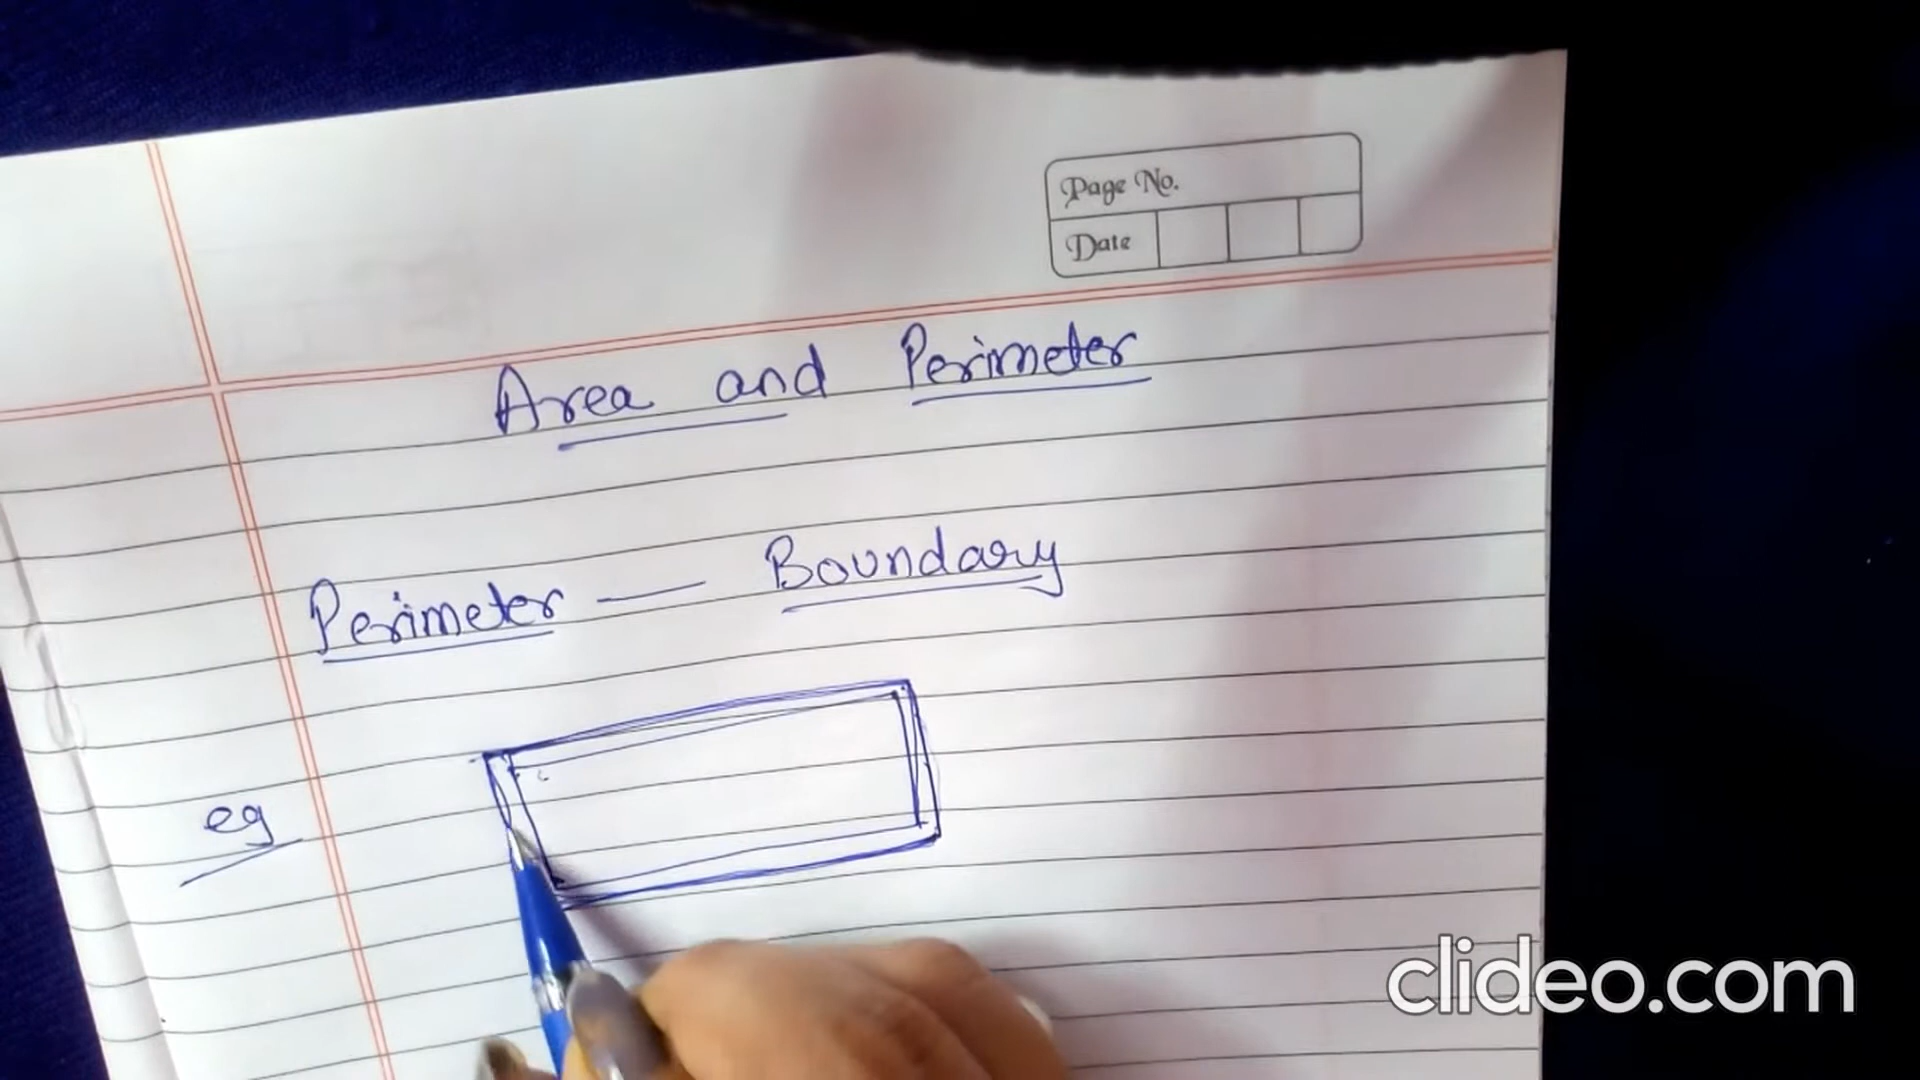 Page No.
Date
Area and Perimeter
Perimeter — Boundary
eg
clideo.com